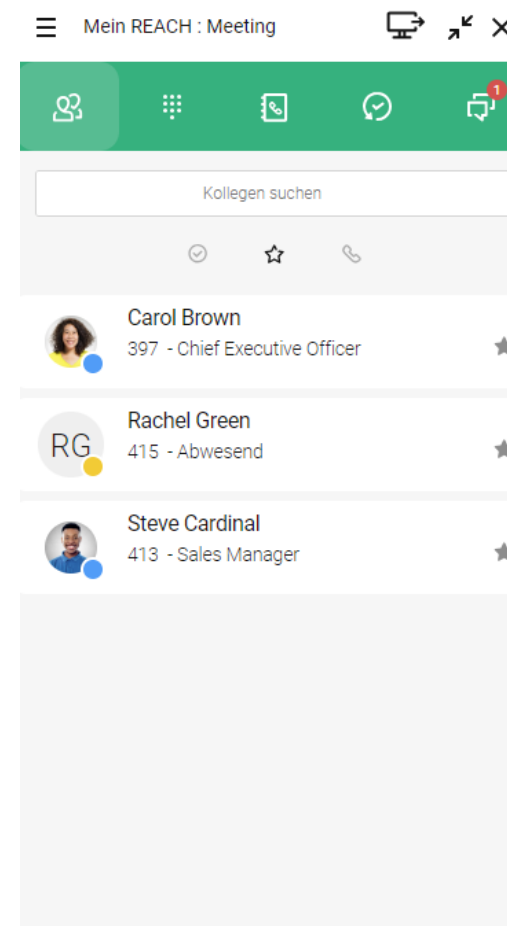 Mein REACH : Meeting
1
Kollegen suchen
Carol Brown
397 - Chief Executive Officer
RG
Rachel Green
415 - Abwesend
Steve Cardinal
413 - Sales Manager